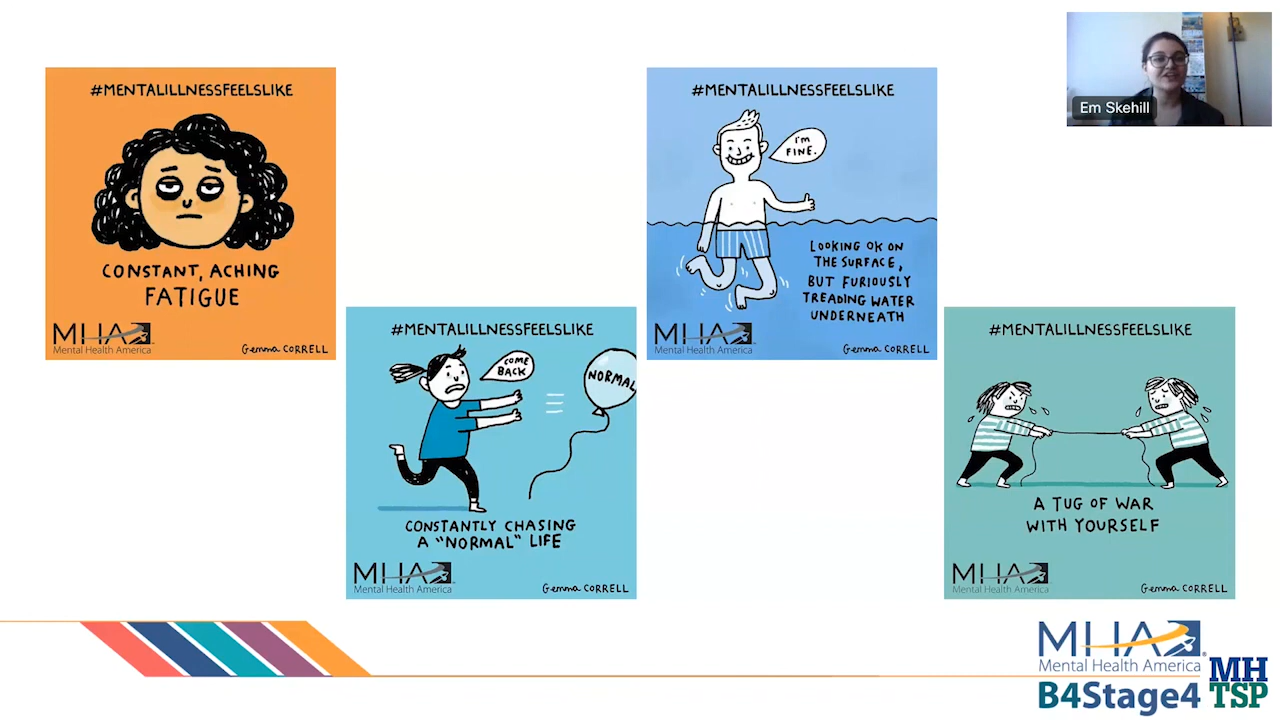 #MENTALILLNESSFEELSLIKE
CONSTANT, ACHING
FATIGUE
MHA
Mental Health America
Gemma CORRELL
#MENTALILLNESSFEELSLIKE
COME
BACK
NORMAL
CONSTANTLY CHASING
A "NORMAL" LIFE
MHA
Mental Health America
Gemma CORRELL
#MENTALILLNESSFEELSLIKE
I'M
FINE.
LOOKING OK ON
THE SURFACE,
BUT FURIOUSLY
TREADING WATER
UNDERNEATH
MHA
Mental Health America
Gemma CORRELL
#MENTALILLNESSFEELSLIKE
A TUG OF WAR
WITH YOURSELF
MHA
Mental Health America
Gemma CORRELL
Em Skehill
MHA
Mental Health America
B4Stage4
MH
TSP